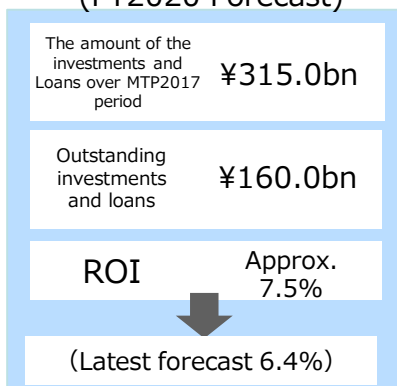 (FY2020 Forecast)
The amount of the
investments and
Loans over MTP2017
period
¥315.0bn
Outstanding
investments
and loans
¥160.0bn
ROI
Approx.
7.5%
(Latest forecast 6.4%)